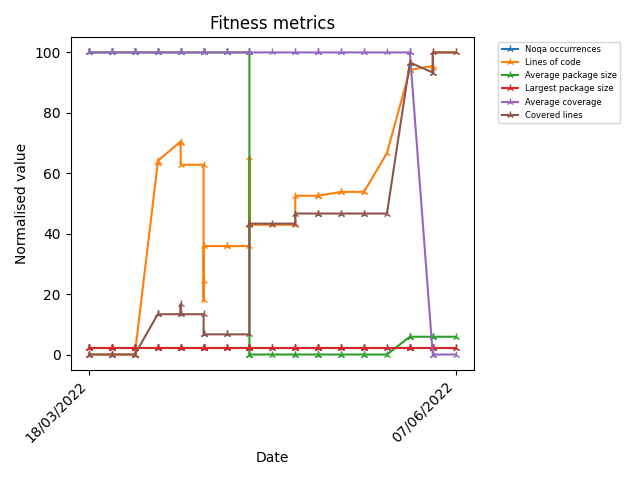 Fitness metrics
100
80
60
40
20
0
Normalised value
18/03/2022
07/06/2022
Date
Noqa occurrences
Lines of code
Average package size
Largest package size
Average coverage
Covered lines